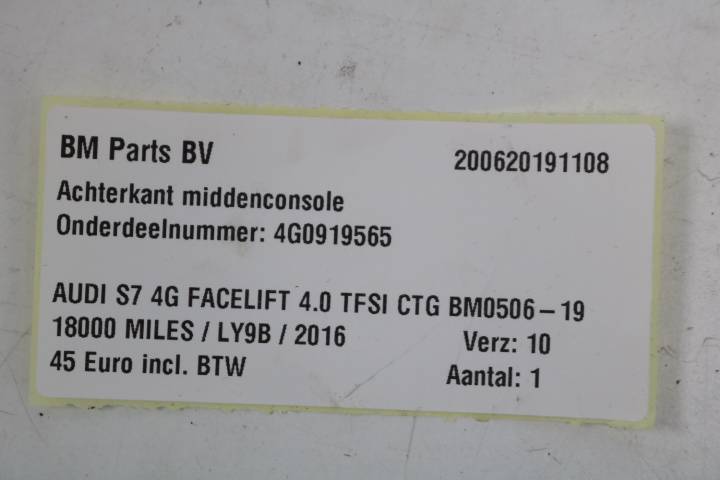 BM Parts BV 200620191108
Achterkant middenconsole
Onderdeelnummer: 4G0919565
AUDI S7 4G FACELIFT 4.0 TFSI CTG BM0506-19
18000 MILES / LY9B / 2016 Verz: 10
45 Euro incl. BTW Aantal: 1